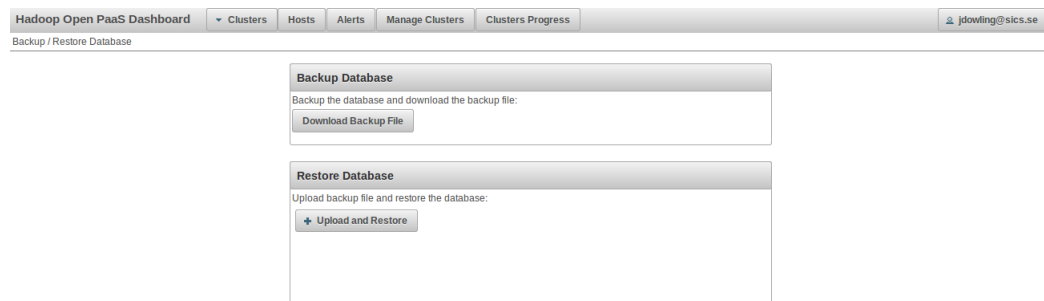 Hadoop Open PaaS Dashboard Clusters Hosts Alerts Manage Clusters Clusters Progress jdowling@sics.se
Backup / Restore Database
Backup Database
Backup the database and download the backup file:
Download Backup File
Restore Database
Upload backup file and restore the database:
Upload and Restore